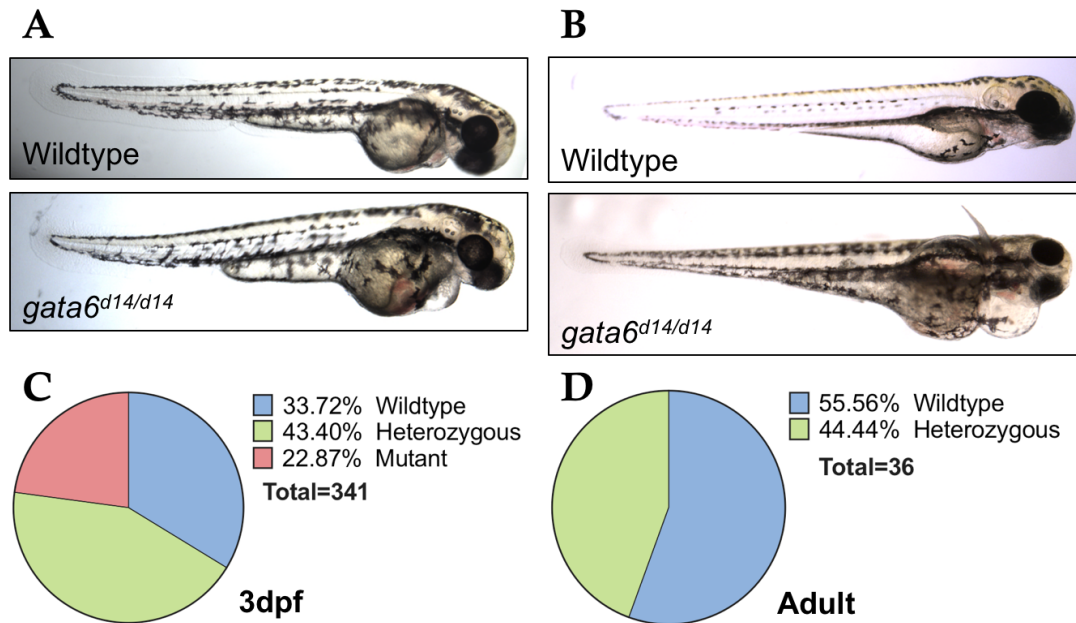 A
B
Wildtype
Wildtype
gata6d14/d14
gata6d14/d14
C
33.72% Wildtype
43.40% Heterozygous
22.87% Mutant
Total=341
3dpf
D
55.56% Wildtype
44.44% Heterozygous
Total=36
Adult